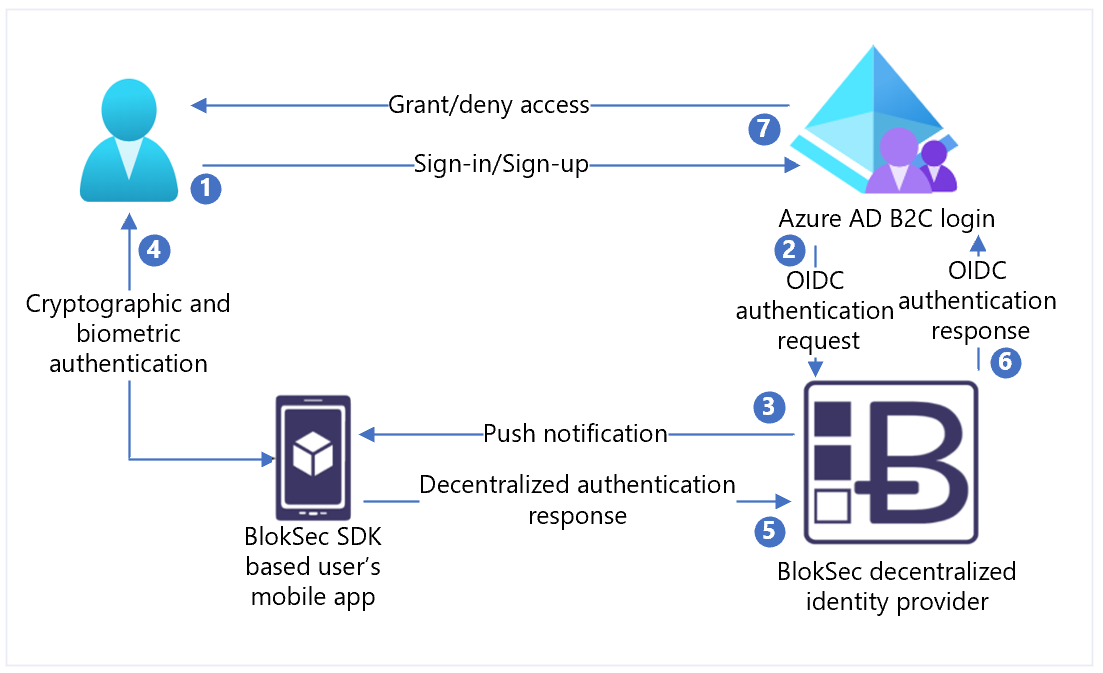 Grant/deny access
7
Sign-in/Sign-up
1
Azure AD B2C login
4
2
OIDC
authentication
request
OIDC
authentication
response
6
Cryptographic and
biometric
authentication
3
Push notification
Decentralized authentication
response
5
BlokSec SDK
based user’s
mobile app
B
BlokSec decentralized
identity provider